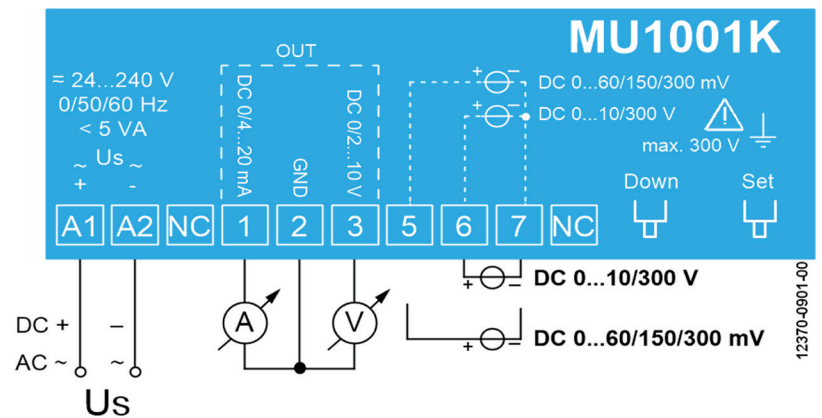 MU1001K
OUT
≂ 24...240 V
0/50/60 Hz
< 5 VA
~ Us ~
+ -
DC 0/4...20 mA
GND
DC 0/2...10 V
+ − DC 0...60/150/300 mV
+ − DC 0...10/300 V
max. 300 V
Down Set
A1 A2 NC 1 2 3 5 6 7 NC
+ − DC 0...10/300 V
A V
DC + −
+ − DC 0...60/150/300 mV
AC ~ ~
Us
12370-0901-00